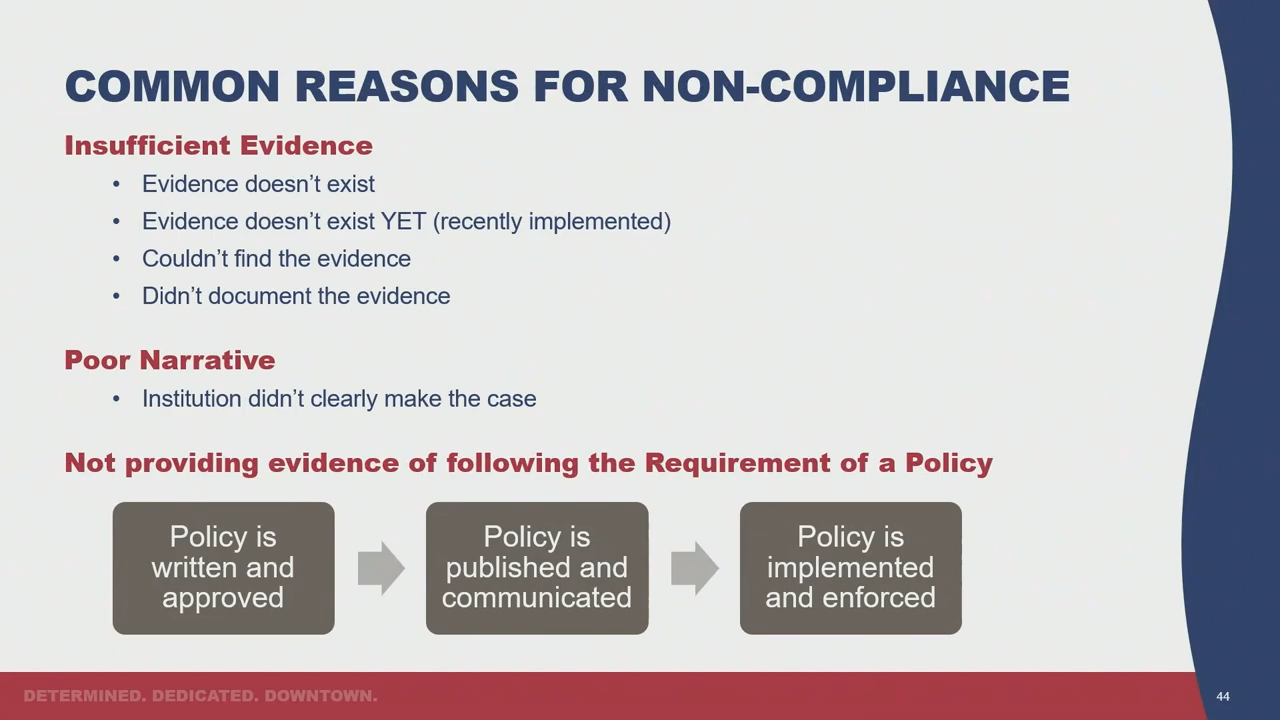 COMMON REASONS FOR NON-COMPLIANCE
Insufficient Evidence
• Evidence doesn’t exist
• Evidence doesn’t exist YET (recently implemented)
• Couldn’t find the evidence
• Didn’t document the evidence
Poor Narrative
• Institution didn’t clearly make the case
Not providing evidence of following the Requirement of a Policy
Policy is
written and
approved
Policy is
published and
communicated
Policy is
implemented
and enforced
DETERMINED. DEDICATED. DOWNTOWN.
44